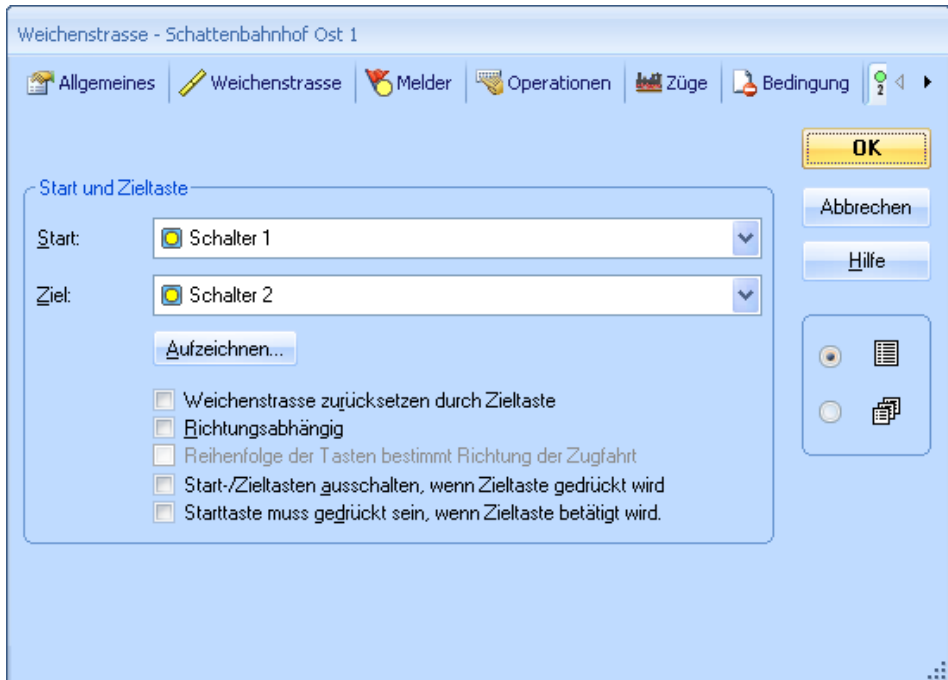 Weichenstrasse - Schattenbahnhof Ost 1
Allgemeines Weichenstrasse Melder Operationen Züge Bedingung 2
OK
Start und Zieltaste
Abbrechen
Start: Schalter 1
Hilfe
Ziel: Schalter 2
Aufzeichnen...
Weichenstrasse zurücksetzen durch Zieltaste
Richtungsabhängig
Reihenfolge der Tasten bestimmt Richtung der Zugfahrt
Start-/Zieltasten ausschalten, wenn Zieltaste gedrückt wird
Starttaste muss gedrückt sein, wenn Zieltaste betätigt wird.